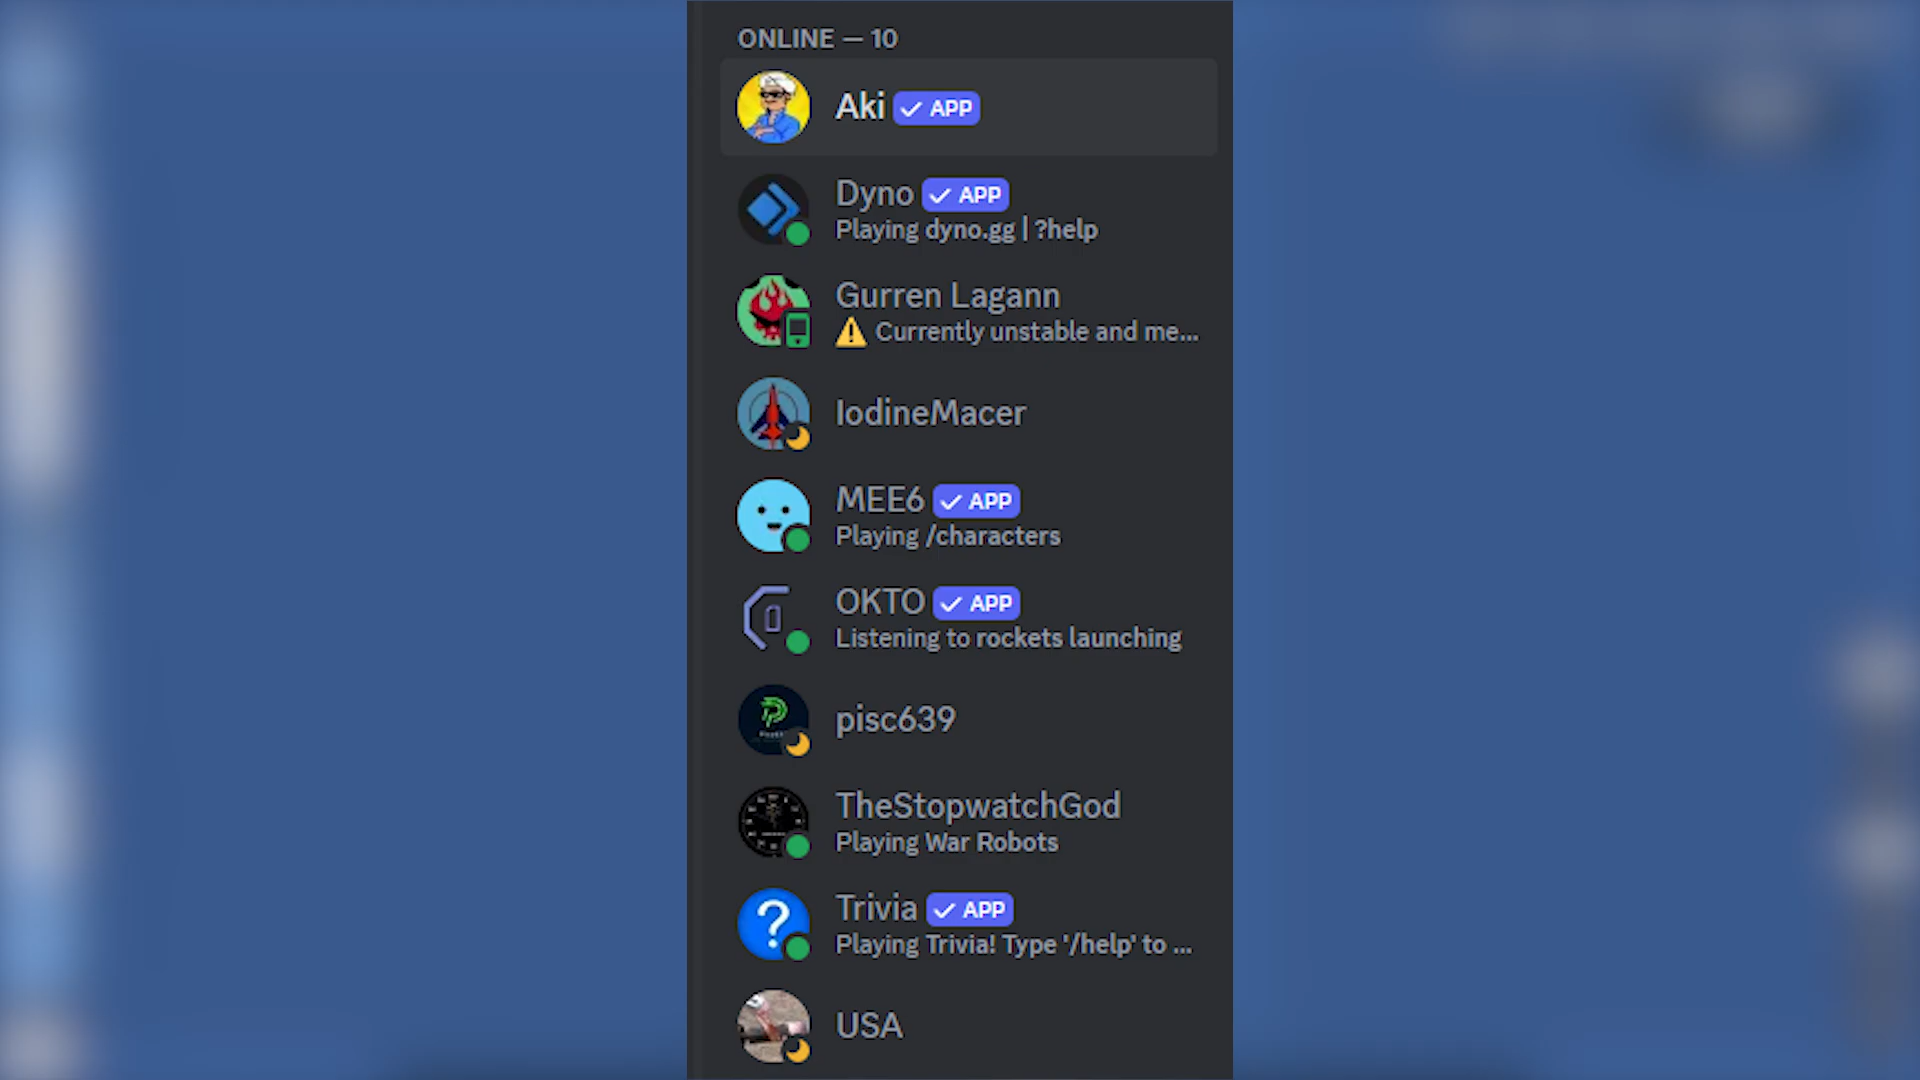 ONLINE — 10
Aki ✓ APP
Dyno ✓ APP
Playing dyno.gg | ?help
Gurren Lagann
⚠️ Currently unstable and me...
IodineMacer
MEE6 ✓ APP
Playing /characters
OKTO ✓ APP
Listening to rockets launching
pisc639
TheStopwatchGod
Playing War Robots
Trivia ✓ APP
Playing Trivia! Type '/help' to ...
USA